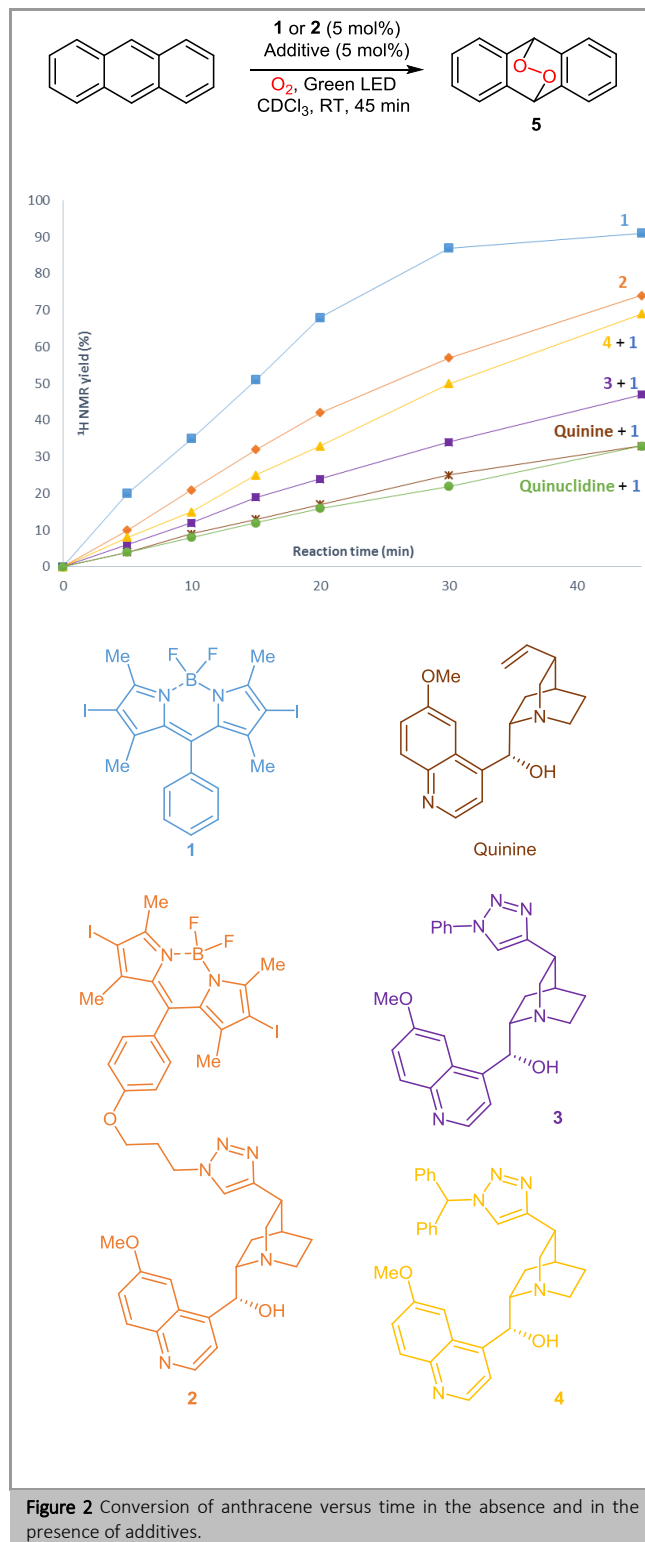 1 or 2 (5 mol%)
Additive (5 mol%)
O2, Green LED
CDCl3, RT, 45 min
O
O
5
100
90
80
70
60
50
40
30
20
10
0
1H NMR yield (%)
Reaction time (min)
0
10
20
30
40
1
2
4 + 1
3 + 1
Quinine + 1
Quinuclidine + 1
Me
F
F
Me
B
N
N
I
I
Me
Me
1
OMe
N
OH
N
Quinine
Me
I
F
F
N
B
Me
N
Me
I
Me
O
N
N
N
MeO
N
OH
N
2
Ph
N
N
N
MeO
N
OH
N
3
Ph
N
N
N
Ph
MeO
N
OH
N
4
Figure 2 Conversion of anthracene versus time in the absence and in the
presence of additives.